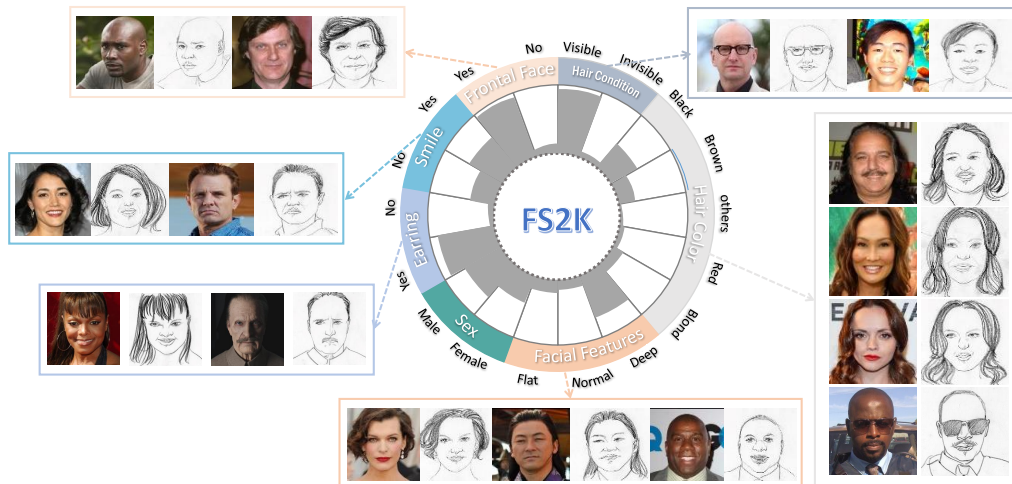 No
Visible
Invisible
Yes
Frontal Face
Hair Condition
Black
Yes
Smile
Brown
No
others
No
FS2K
Hair Color
Earring
Red
Yes
Male
Sex
Blond
Female
Facial Features
Deep
Flat
Normal